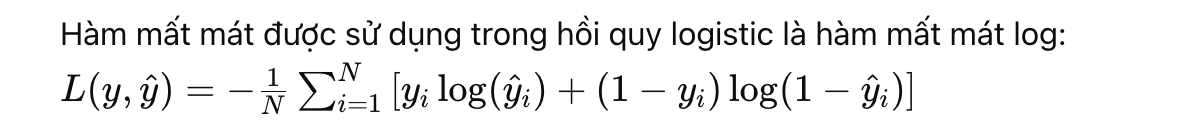 Hàm mất mát được sử dụng trong hồi quy logistic là hàm mất mát log:
L(y, ŷ) = −\frac{1}{N} ∑_{i=1}^{N} [y_i log(ŷ_i) + (1 − y_i) log(1 − ŷ_i)]